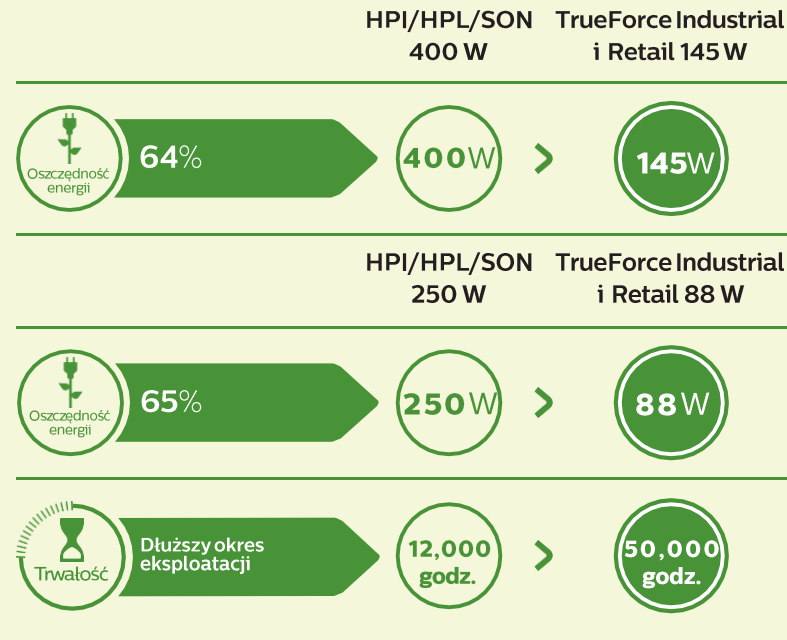 HPI/HPL/SON TrueForce Industrial
400 W i Retail 145 W
Oszczędność
energii
64%
400W
>
145W
HPI/HPL/SON TrueForce Industrial
250 W i Retail 88 W
Oszczędność
energii
65%
250W
>
88W
Trwałość
Dłuższy okres
eksploatacji
12,000
godz.
>
50,000
godz.